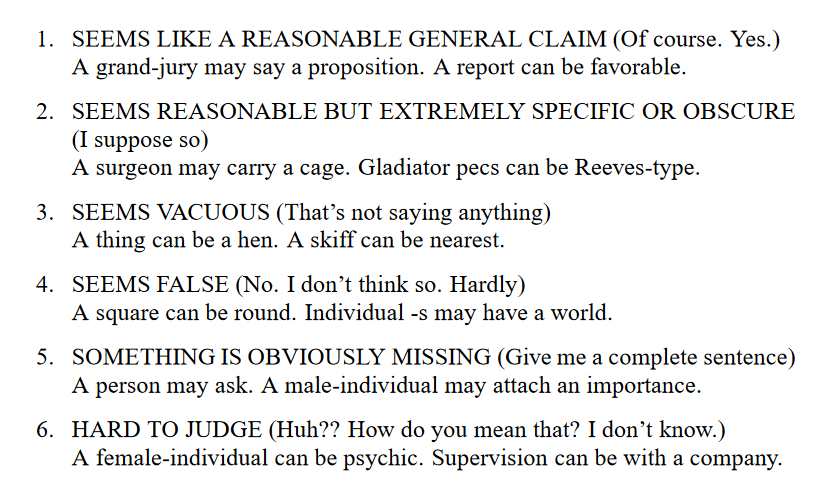 1. SEEMS LIKE A REASONABLE GENERAL CLAIM (Of course. Yes.)
A grand-jury may say a proposition. A report can be favorable.
2. SEEMS REASONABLE BUT EXTREMELY SPECIFIC OR OBSCURE
(I suppose so)
A surgeon may carry a cage. Gladiator pecs can be Reeves-type.
3. SEEMS VACUOUS (That’s not saying anything)
A thing can be a hen. A skiff can be nearest.
4. SEEMS FALSE (No. I don’t think so. Hardly)
A square can be round. Individual -s may have a world.
5. SOMETHING IS OBVIOUSLY MISSING (Give me a complete sentence)
A person may ask. A male-individual may attach an importance.
6. HARD TO JUDGE (Huh?? How do you mean that? I don’t know.)
A female-individual can be psychic. Supervision can be with a company.